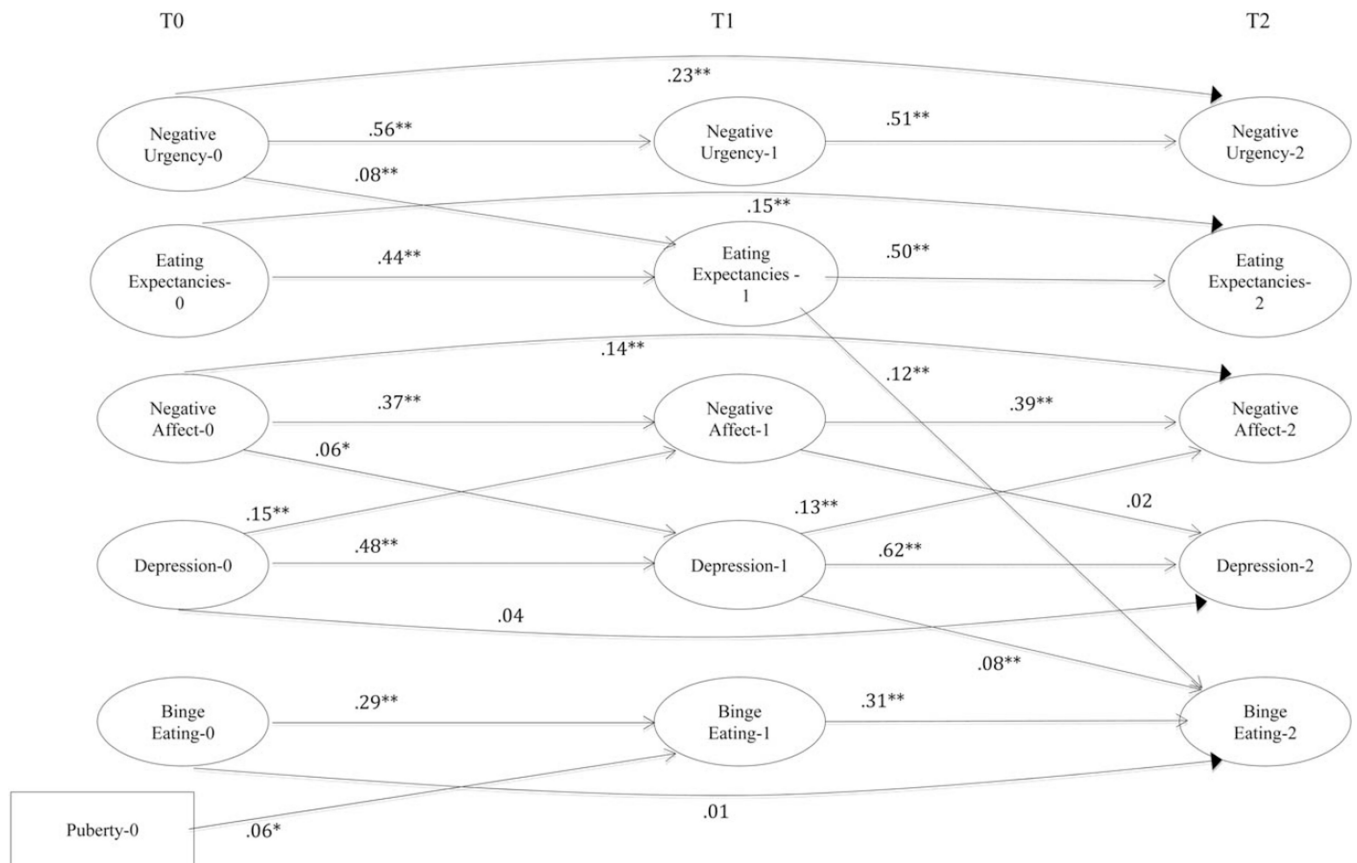 T0 T1 T2
.23**
Negative
Urgency-0
.56**
Negative
Urgency-1
.51**
Negative
Urgency-2
.08**
.15**
Eating
Expectancies-
0
.44**
Eating
Expectancies -
1
.50**
Eating
Expectancies-
2
.14**
.12**
Negative
Affect-0
.37**
Negative
Affect-1
.39**
Negative
Affect-2
.06*
.15**
.13**
.02
Depression-0
.48**
Depression-1
.62**
Depression-2
.04
.08**
Binge
Eating-0
.29**
Binge
Eating-1
.31**
Binge
Eating-2
.01
Puberty-0
.06*